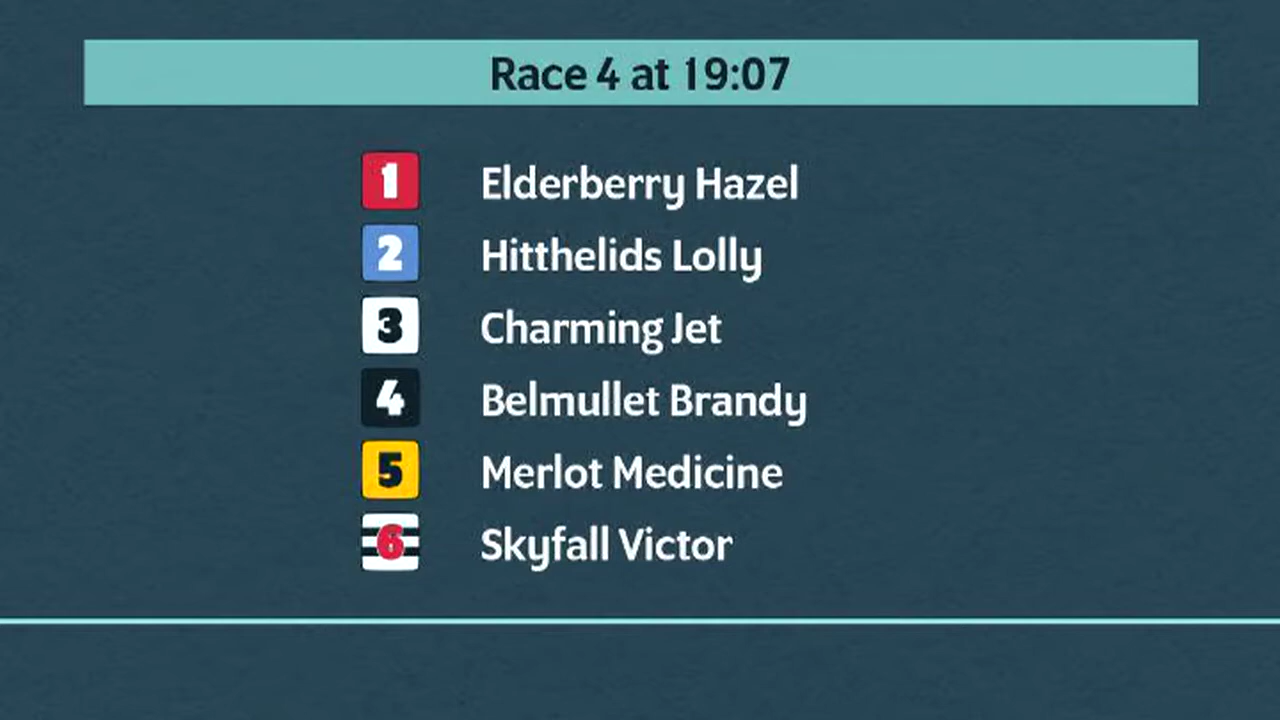 Race 4 at 19:07
1 Elderberry Hazel
2 Hitthelids Lolly
3 Charming Jet
4 Belmullet Brandy
5 Merlot Medicine
6 Skyfall Victor